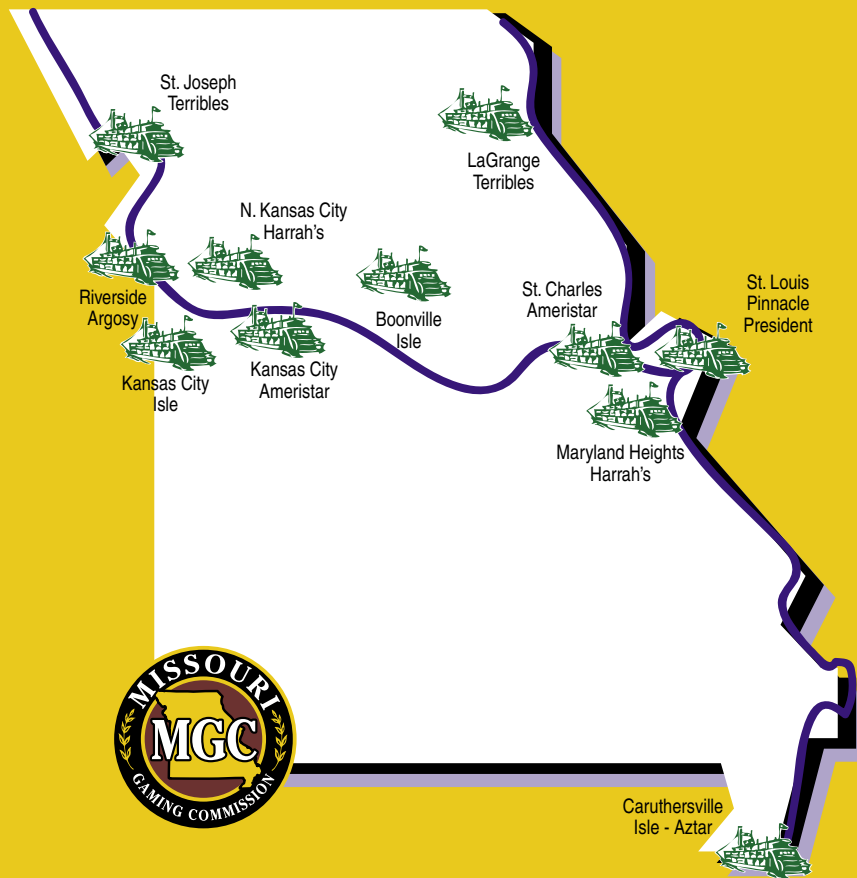 St. Joseph
Terribles
LaGrange
Terribles
N. Kansas City
Harrah's
Riverside
Argosy
Boonville
Isle
St. Charles
Ameristar
St. Louis
Pinnacle
President
Kansas City
Isle
Kansas City
Ameristar
Maryland Heights
Harrah's
MISSOURI
MGC
GAMING COMMISSION
Caruthersville
Isle - Aztar